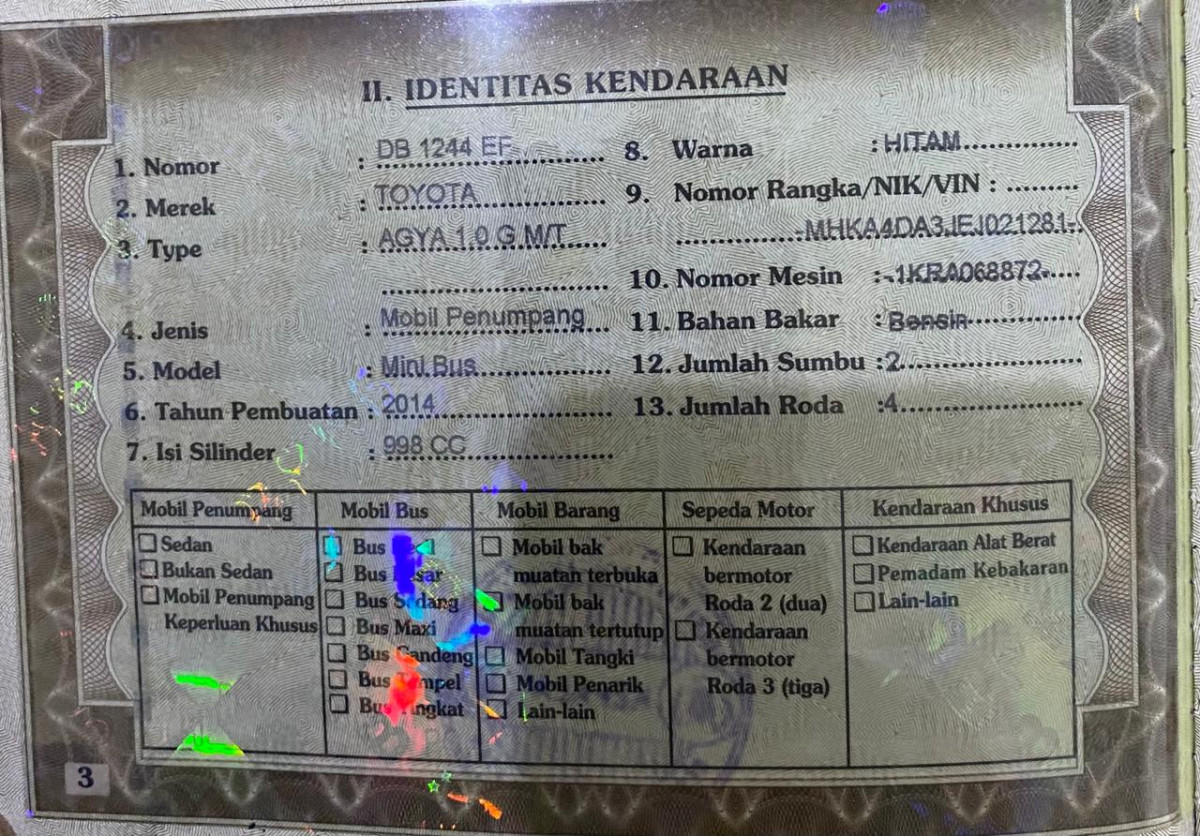 II. IDENTITAS KENDARAAN
1. Nomor : DB 1244 EF
2. Merek : TOYOTA
3. Type : AGYA 1.0 G M/T
4. Jenis : Mobil Penumpang
5. Model : Mini Bus
6. Tahun Pembuatan : 2014
7. Isi Silinder : 998 CC
8. Warna : HITAM
9. Nomor Rangka/NIK/VIN :
-MHKA4DA3JEJ021281-
10. Nomor Mesin : -1KRA068872-
11. Bahan Bakar : Bensin
12. Jumlah Sumbu : 2
13. Jumlah Roda : 4
Mobil Penumpang
Sedan
Bukan Sedan
Mobil Penumpang
Keperluan Khusus
Mobil Bus
Bus
Bus
Bus Sedang
Bus Maxi
Bus Gandeng
Bus
Bus
Mobil Barang
Mobil bak
muatan terbuka
Mobil bak
muatan tertutup
Mobil Tangki
Mobil Penarik
Lain-lain
Sepeda Motor
Kendaraan
bermotor
Roda 2 (dua)
Kendaraan
bermotor
Roda 3 (tiga)
Kendaraan Khusus
Kendaraan Alat Berat
Pemadam Kebakaran
Lain-lain
3